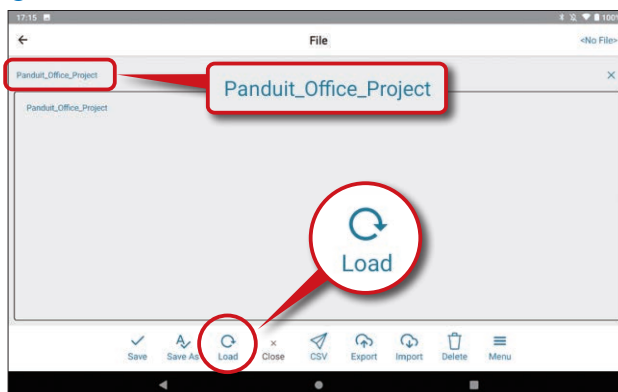 17:15 100%
File <No File>
Panduit_Office_Project ×
Panduit_Office_Project
Panduit_Office_Project
Load
Save Save As Load Close CSV Export Import Delete Menu